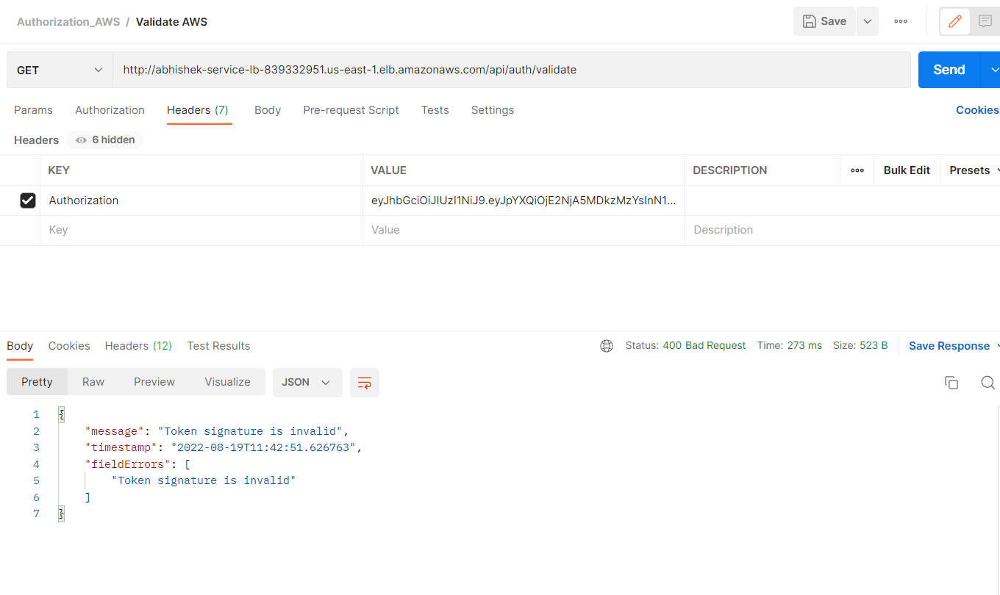 Authorization_AWS / Validate AWS
Save
GET
http://abhishek-service-lb-839332951.us-east-1.elb.amazonaws.com/api/auth/validate
Send
Params Authorization Headers (7) Body Pre-request Script Tests Settings Cookies
Headers 6 hidden
KEY VALUE DESCRIPTION Bulk Edit Presets
Authorization eyJhbGciOiJIUzI1NiJ9.eyJpYXQiOjE2NjA5MDkzMzYsInN1...
Key Value Description
Body Cookies Headers (12) Test Results Status: 400 Bad Request Time: 273 ms Size: 523 B Save Response
Pretty Raw Preview Visualize JSON
1 {
2 "message": "Token signature is invalid",
3 "timestamp": "2022-08-19T11:42:51.626763",
4 "fieldErrors": [
5 "Token signature is invalid"
6 ]
7 }